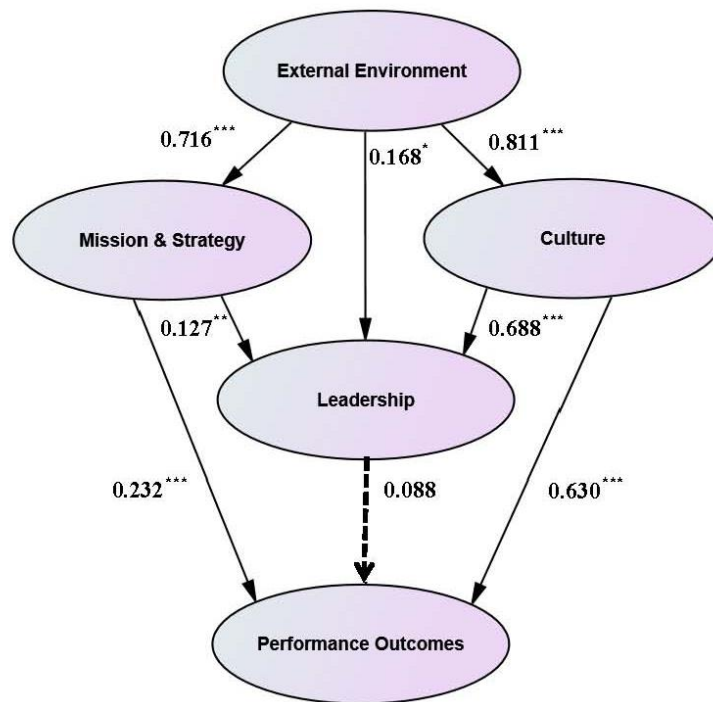 External Environment
0.716***
0.168*
0.811***
Mission & Strategy
Culture
0.127**
0.688***
Leadership
0.232***
0.088
0.630***
Performance Outcomes